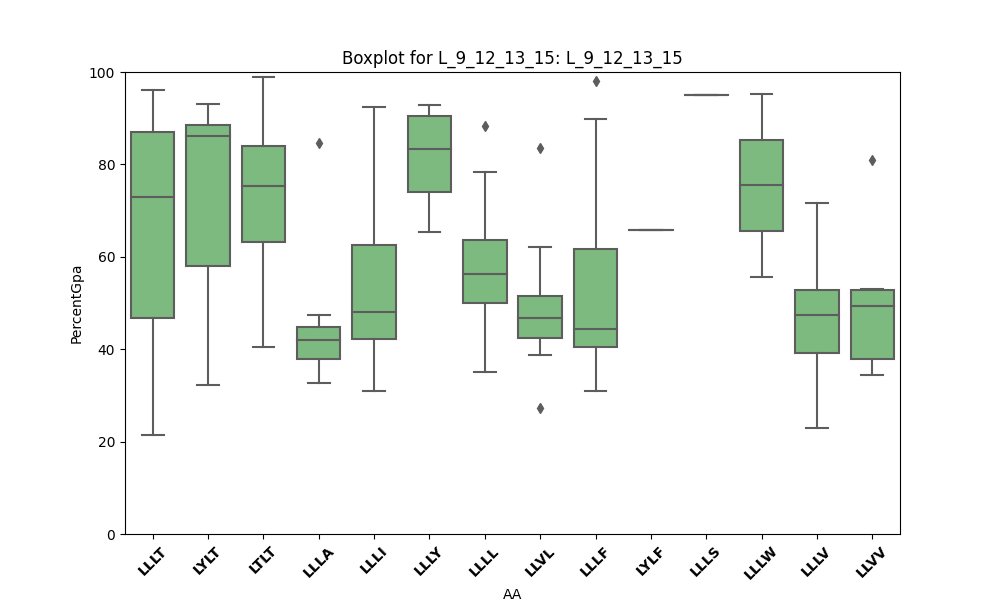 Boxplot for L_9_12_13_15: L_9_12_13_15
100
80
60
40
20
0
PercentGpa
LLLT LYLT LTLT LLLA LLLI LLLY LLLL LLVL LLLF LYLF LLLS LLLW LLLV LLVV
AA